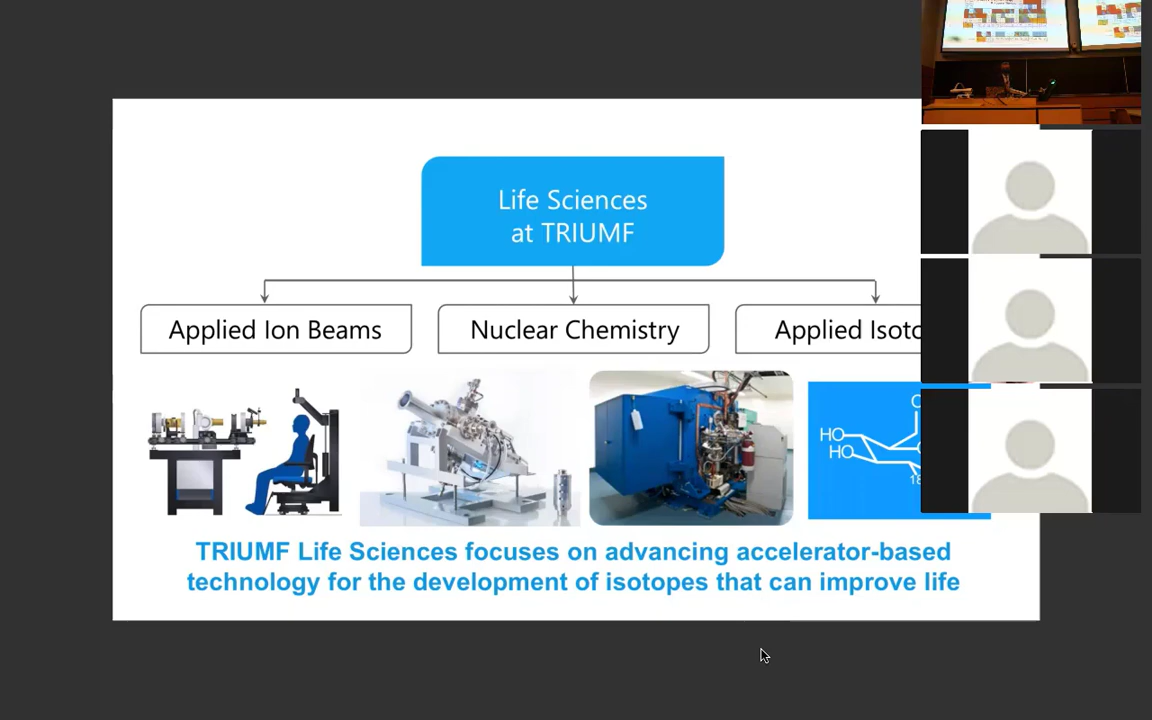 Life Sciences
at TRIUMF
Applied Ion Beams
Nuclear Chemistry
Applied
HO
HO
TRIUMF Life Sciences focuses on advancing accelerator-based
technology for the development of isotopes that can improve life